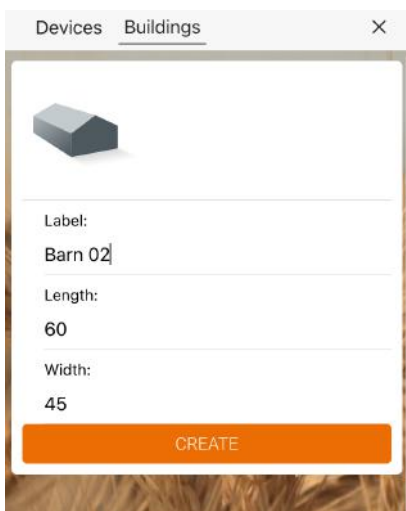 Devices Buildings
Label:
Barn 02
Length:
60
Width:
45
CREATE